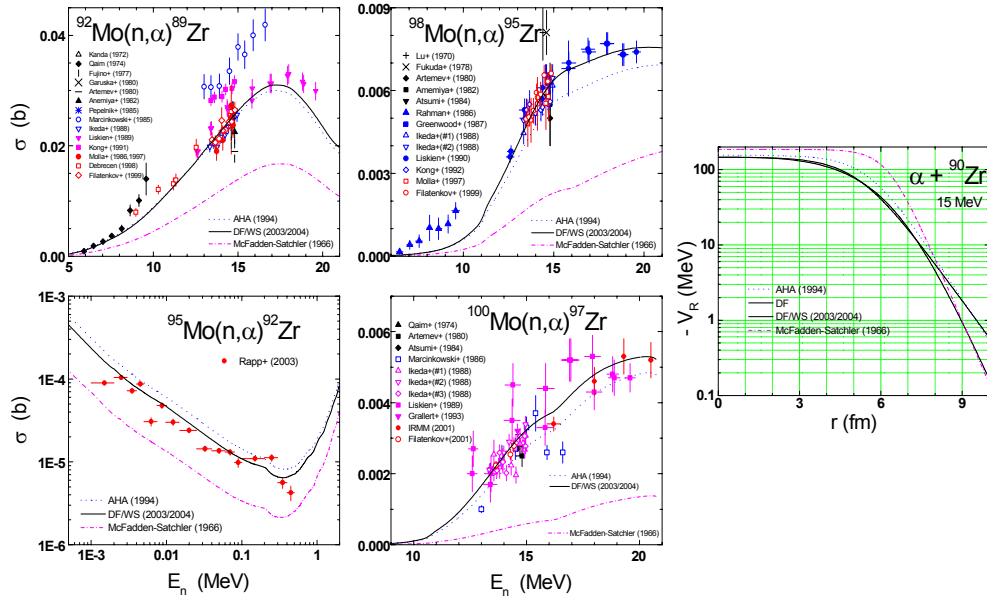 92Mo(n,α)89Zr
σ (b)
0.04
0.02
0.00
Kanda (1972)
Qaim (1974)
Fujino+ (1977)
Garuska+ (1980)
Artemev+ (1980)
Anemiya+ (1982)
Pepelnik+ (1985)
Marcinkowski+ (1985)
Ikeda+ (1988)
Liskien+ (1989)
Kong+ (1991)
Molla+ (1986,1997)
Debrecen (1998)
Filatenkov+ (1999)
AHA (1994)
DF/WS (2003/2004)
McFadden-Satchler (1966)
5 10 15 20
98Mo(n,α)95Zr
0.009
0.006
0.003
0.000
Lu+ (1970)
Fukuda+ (1978)
Artemev+ (1980)
Amemiya+ (1982)
Atsumi+ (1984)
Rahman+ (1986)
Greenwood+ (1987)
Ikeda+(#1) (1988)
Ikeda+(#2) (1988)
Liskien+ (1990)
Kong+ (1992)
Molla+ (1997)
Filatenkov+ (1999)
AHA (1994)
DF/WS (2003/2004)
McFadden-Satchler (1966)
10 15 20
95Mo(n,α)92Zr
σ (b)
1E-3
1E-4
1E-5
1E-6
Rapp+ (2003)
AHA (1994)
DF/WS (2003/2004)
McFadden-Satchler (1966)
1E-3 0.01 0.1 1
En (MeV)
100Mo(n,α)97Zr
0.006
0.004
0.002
0.000
Qaim+ (1974)
Artemev+ (1980)
Atsumi+ (1984)
Marcinkowski+ (1986)
Ikeda+(#1) (1988)
Ikeda+(#2) (1988)
Ikeda+(#3) (1988)
Liskien+ (1989)
Grallert+ (1993)
IRMM (2001)
Filatenkov+(2001)
AHA (1994)
DF/WS (2003/2004)
McFadden-Satchler (1966)
10 15 20
En (MeV)
α + 90Zr
15 MeV
- VR (MeV)
100
10
1
0.1
AHA (1994)
DF
DF/WS (2003/2004)
McFadden-Satchler (1966)
0 3 6 9
r (fm)